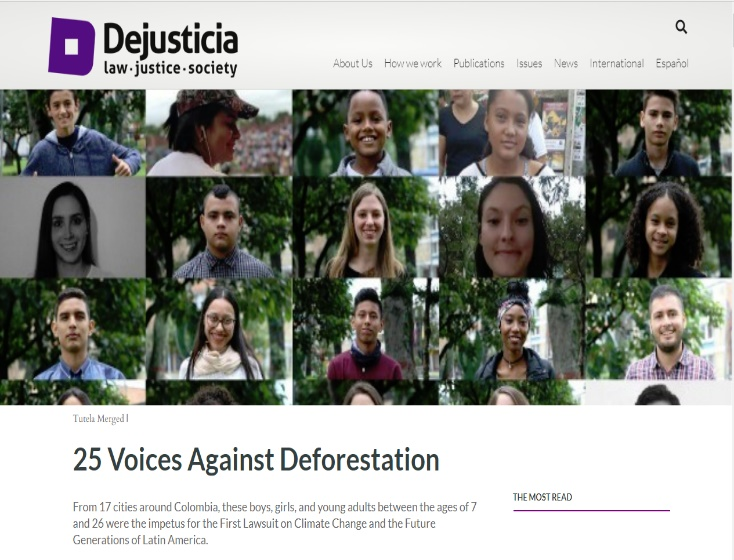 Dejusticia
law·justice·society
About Us How we work Publications Issues News International Español
Tutela Merged l
25 Voices Against Deforestation
From 17 cities around Colombia, these boys, girls, and young adults between the ages of 7
and 26 were the impetus for the First Lawsuit on Climate Change and the Future
Generations of Latin America.
THE MOST READ